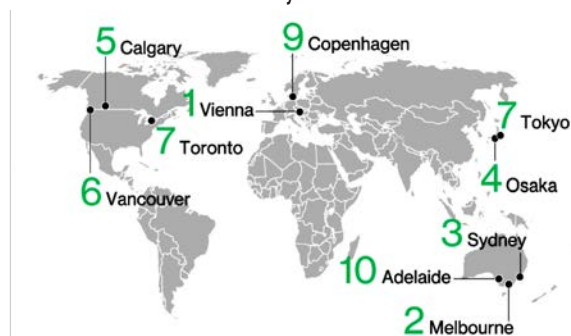 5 Calgary
9 Copenhagen
1 Vienna
7 Toronto
7 Tokyo
6 Vancouver
4 Osaka
3 Sydney
10 Adelaide
2 Melbourne